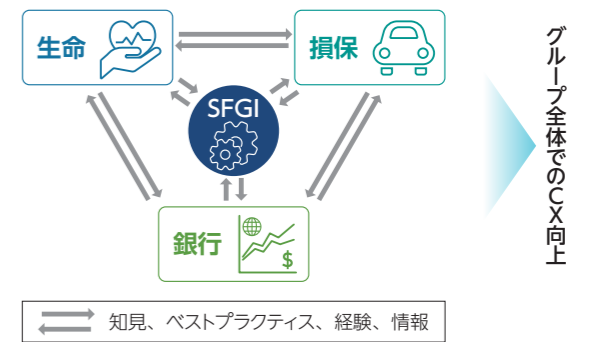 生命
損保
SFGI
銀行
$
グループ全体でのCX向上
知見、ベストプラクティス、経験、情報